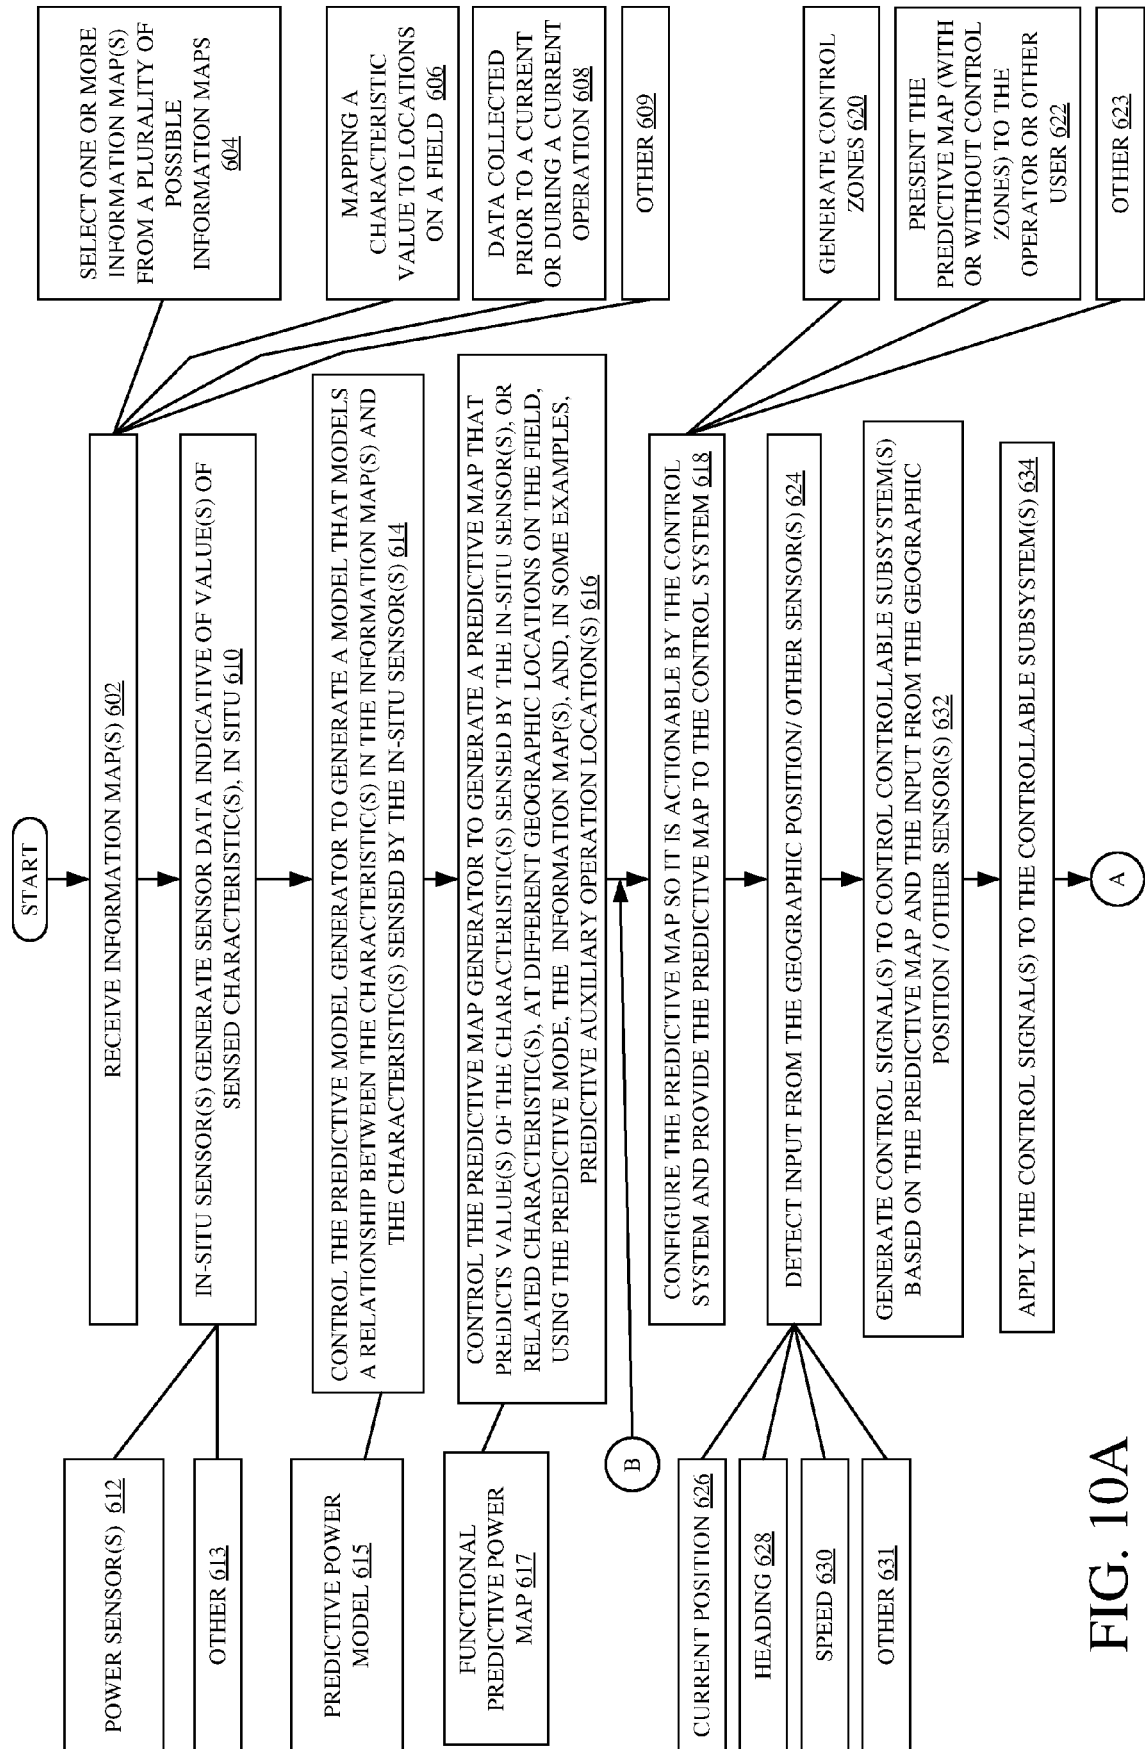 START
RECEIVE INFORMATION MAP(S) 602
SELECT ONE OR MORE
INFORMATION MAP(S)
FROM A PLURALITY OF
POSSIBLE
INFORMATION MAPS
604
MAPPING A
CHARACTERISTIC
VALUE TO LOCATIONS
ON A FIELD 606
DATA COLLECTED
PRIOR TO A CURRENT
OR DURING A CURRENT
OPERATION 608
OTHER 609
IN-SITU SENSOR(S) GENERATE SENSOR DATA INDICATIVE OF VALUE(S) OF
SENSED CHARACTERISTIC(S), IN SITU 610
POWER SENSOR(S) 612
OTHER 613
CONTROL THE PREDICTIVE MODEL GENERATOR TO GENERATE A MODEL THAT MODELS
A RELATIONSHIP BETWEEN THE CHARACTERISTIC(S) IN THE INFORMATION MAP(S) AND
THE CHARACTERISTIC(S) SENSED BY THE IN-SITU SENSOR(S) 614
PREDICTIVE POWER
MODEL 615
CONTROL THE PREDICTIVE MAP GENERATOR TO GENERATE A PREDICTIVE MAP THAT
PREDICTS VALUE(S) OF THE CHARACTERISTIC(S) SENSED BY THE IN-SITU SENSOR(S), OR
RELATED CHARACTERISTIC(S), AT DIFFERENT GEOGRAPHIC LOCATIONS ON THE FIELD,
USING THE PREDICTIVE MODE, THE INFORMATION MAP(S), AND, IN SOME EXAMPLES,
PREDICTIVE AUXILIARY OPERATION LOCATION(S) 616
FUNCTIONAL
PREDICTIVE POWER
MAP 617
B
CONFIGURE THE PREDICTIVE MAP SO IT IS ACTIONABLE BY THE CONTROL
SYSTEM AND PROVIDE THE PREDICTIVE MAP TO THE CONTROL SYSTEM 618
GENERATE CONTROL
ZONES 620
PRESENT THE
PREDICTIVE MAP (WITH
OR WITHOUT CONTROL
ZONES) TO THE
OPERATOR OR OTHER
USER 622
OTHER 623
DETECT INPUT FROM THE GEOGRAPHIC POSITION/ OTHER SENSOR(S) 624
CURRENT POSITION 626
HEADING 628
SPEED 630
OTHER 631
GENERATE CONTROL SIGNAL(S) TO CONTROL CONTROLLABLE SUBSYSTEM(S)
BASED ON THE PREDICTIVE MAP AND THE INPUT FROM THE GEOGRAPHIC
POSITION / OTHER SENSOR(S) 632
APPLY THE CONTROL SIGNAL(S) TO THE CONTROLLABLE SUBSYSTEM(S) 634
A
FIG. 10A